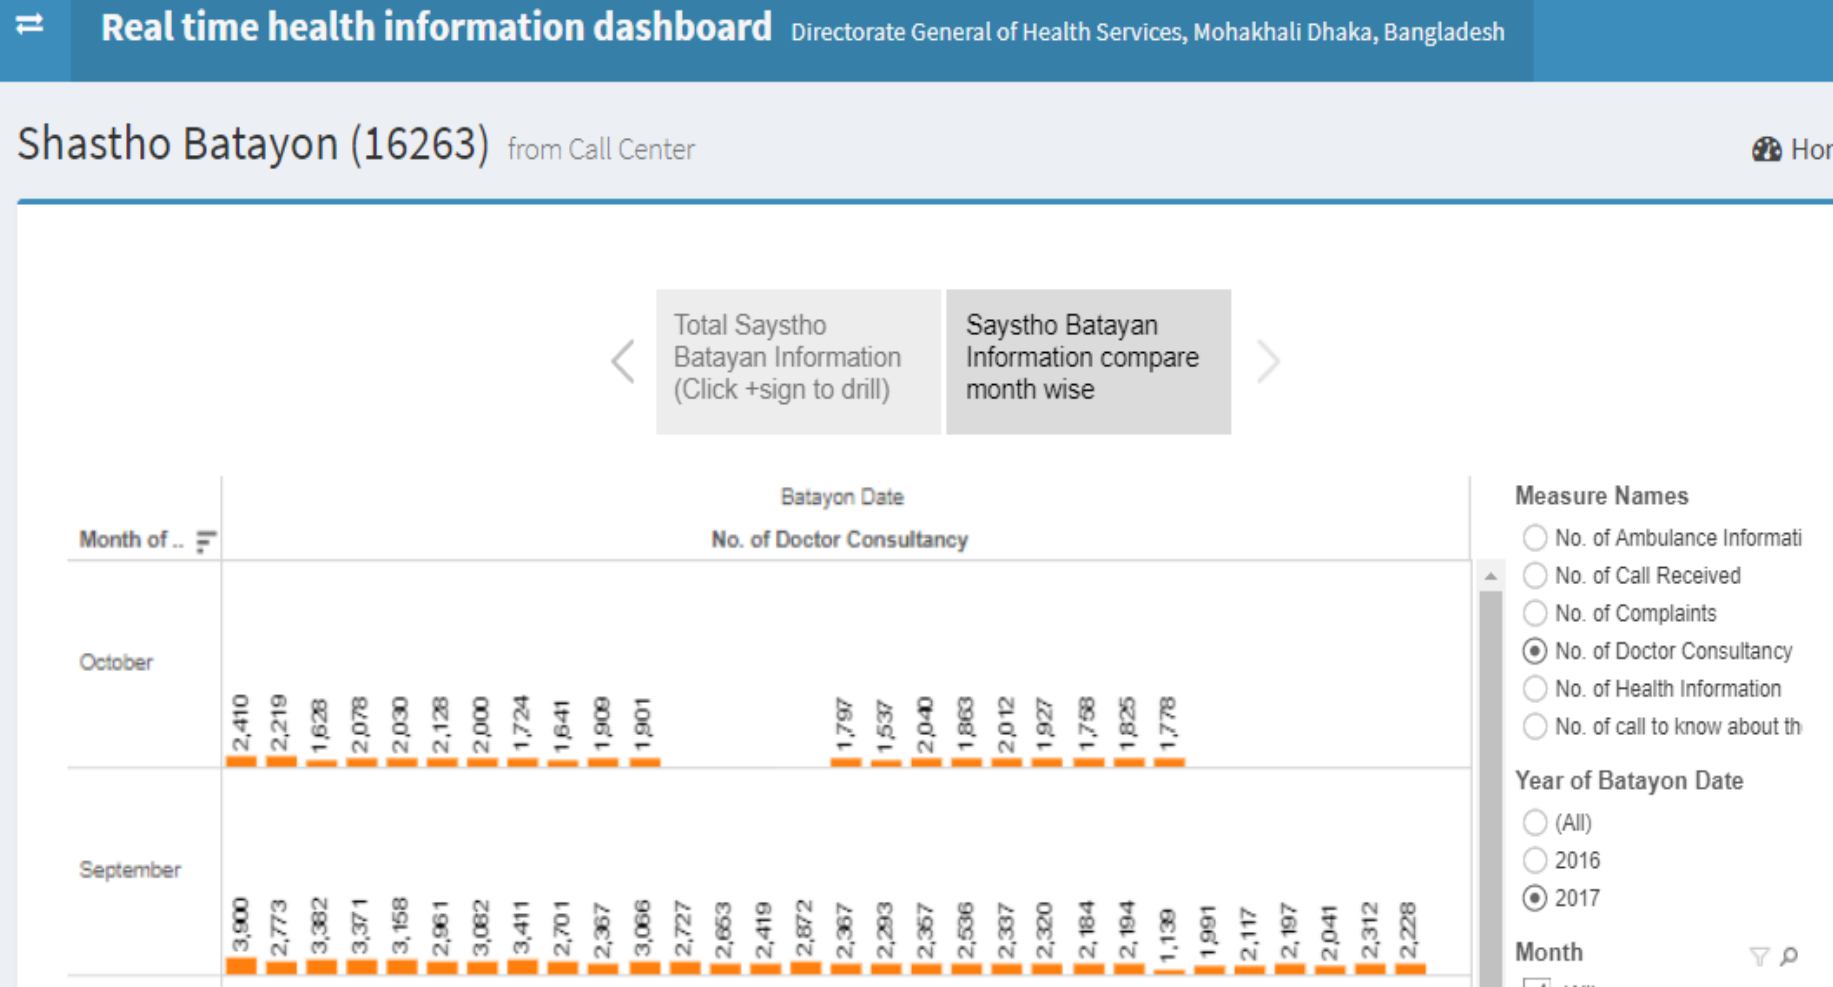 Real time health information dashboard Directorate General of Health Services, Mohakhali Dhaka, Bangladesh
Shastho Batayon (16263) from Call Center
Total Saystho
Batayan Information
(Click +sign to drill)
Saystho Batayan
Information compare
month wise
Batayon Date
Month of ..
No. of Doctor Consultancy
October
2,410 2,219 1,628 2,078 2,030 2,128 2,000 1,724 1,641 1,909 1,901 1,797 1,537 2,040 1,863 2,012 1,927 1,758 1,825 1,778
September
3,900 2,773 3,382 3,371 3,158 2,961 3,082 3,411 2,701 2,367 3,066 2,727 2,653 2,419 2,872 2,367 2,293 2,357 2,536 2,337 2,320 2,184 2,194 1,139 1,991 2,117 2,197 2,041 2,312 2,228
Measure Names
No. of Ambulance Informati
No. of Call Received
No. of Complaints
No. of Doctor Consultancy
No. of Health Information
No. of call to know about th
Year of Batayon Date
(All)
2016
2017
Month